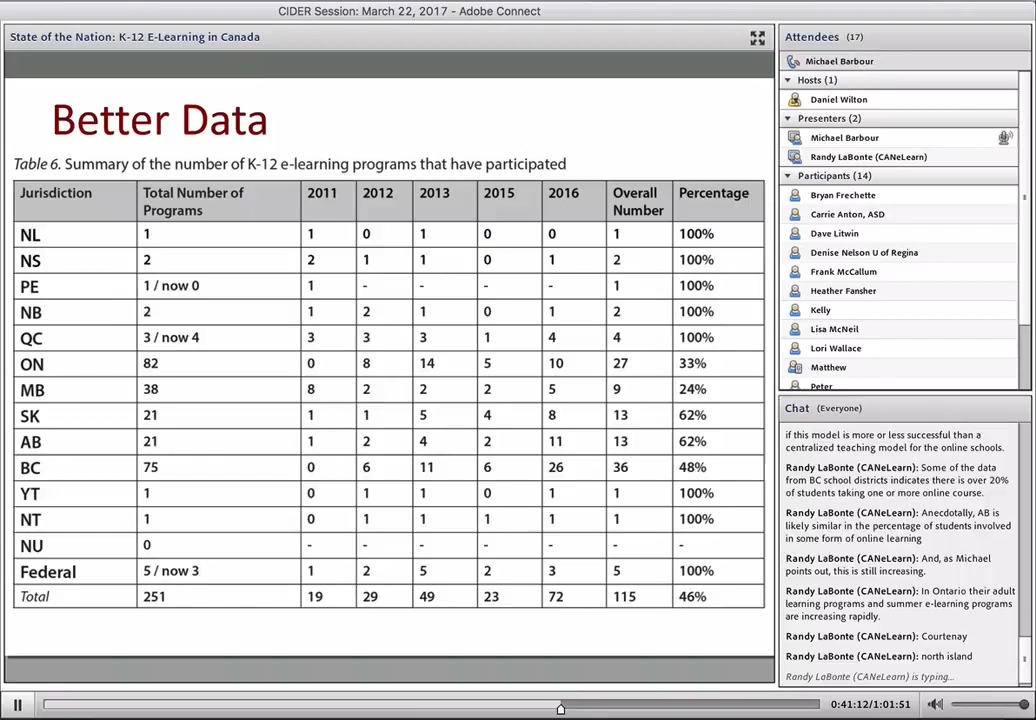 CIDER Session: March 22, 2017 - Adobe Connect
State of the Nation: K-12 E-Learning in Canada
Better Data
Table 6. Summary of the number of K-12 e-learning programs that have participated
Jurisdiction Total Number of Programs 2011 2012 2013 2015 2016 Overall Number Percentage
NL 1 1 0 1 0 0 1 100%
NS 2 2 1 1 0 1 2 100%
PE 1 / now 0 1 - - - - 1 100%
NB 2 1 2 1 0 1 2 100%
QC 3 / now 4 3 3 3 1 4 4 100%
ON 82 0 8 14 5 10 27 33%
MB 38 8 2 2 2 5 9 24%
SK 21 1 1 5 4 8 13 62%
AB 21 1 2 4 2 11 13 62%
BC 75 0 6 11 6 26 36 48%
YT 1 0 1 1 0 1 1 100%
NT 1 0 1 1 1 1 1 100%
NU 0 - - - - - - -
Federal 5 / now 3 1 2 5 2 3 5 100%
Total 251 19 29 49 23 72 115 46%
Attendees (17)
Michael Barbour
Hosts (1)
Daniel Wilton
Presenters (2)
Michael Barbour
Randy LaBonte (CANeLearn)
Participants (14)
Bryan Frechette
Carrie Anton, ASD
Dave Litwin
Denise Nelson U of Regina
Frank McCallum
Heather Fansher
Kelly
Lisa McNeil
Lori Wallace
Matthew
Peter
Chat (Everyone)
if this model is more or less successful than a
centralized teaching model for the online schools.
Randy LaBonte (CANeLearn): Some of the data
from BC school districts indicates there is over 20%
of students taking one or more online course.
Randy LaBonte (CANeLearn): Anecdotally, AB is
likely similar in the percentage of students involved
in some form of online learning
Randy LaBonte (CANeLearn): And, as Michael
points out, this is still increasing.
Randy LaBonte (CANeLearn): In Ontario their adult
learning programs and summer e-learning programs
are increasing rapidly.
Randy LaBonte (CANeLearn): Courtenay
Randy LaBonte (CANeLearn): north island
Randy LaBonte (CANeLearn) is typing...
0:41:12/1:01:51